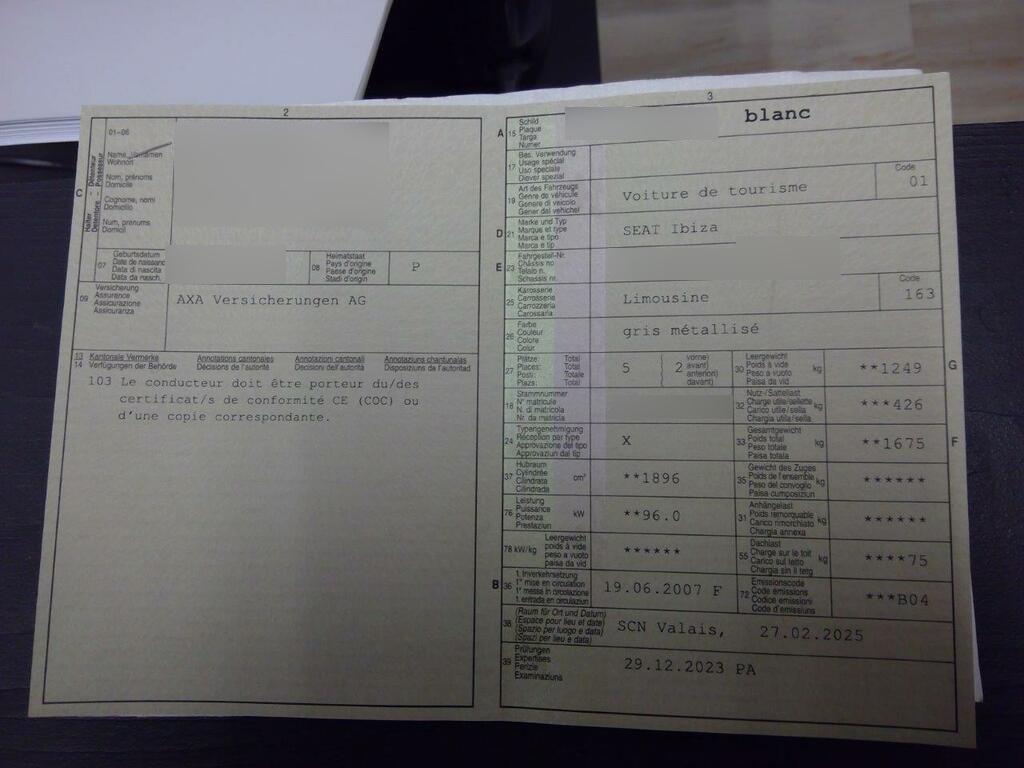 2
01-06
Name, Vornamen
Wohnort
Nom, prénoms
Domicile
Cognome, nomi
Domicilio
Num, prenums
Domicil
C
Halter
Détenteur
Detentore
Possessur
07
Geburtsdatum
Date de naissance
Data di nascita
Data da nasch.
08
Heimatstaat
Pays d'origine
Paese d'origine
Stadi d'origin
P
09
Versicherung
Assurance
Assicurazione
Assicuranza
AXA Versicherungen AG
13 Kantonale Vermerke Annotations cantonales Annotazioni cantonali Annotaziuns chantunalas
14 Verfügungen der Behörde Décisions de l'autorité Decisioni dell'autorità Disposiziuns da l'autoritad
103 Le conducteur doit être porteur du/des
certificat/s de conformité CE (COC) ou
d'une copie correspondante.
3
A 15
Schild
Plaque
Targa
Numer
blanc
17
Bes. Verwendung
Usage spécial
Uso speciale
Diever spezial
19
Art des Fahrzeugs
Genre de véhicule
Genere di veicolo
Gener dal vehichel
Voiture de tourisme
Code
01
D 21
Marke und Typ
Marque et type
Marca e tipo
Marca e tip
SEAT Ibiza
E 23
Fahrgestell-Nr.
Châssis no
Telaio n.
Schassis nr.
25
Karosserie
Carrosserie
Carrozzeria
Carossaria
Limousine
Code
163
26
Farbe
Couleur
Colore
Colur
gris métallisé
27
Plätze: Total
Places: Total
Posti: Totale
Plazs: Total
5
2
vorne)
avant)
anteriori)
davant)
30
Leergewicht
Poids à vide
Peso a vuoto
Paisa da vid
kg
**1249
G
18
Stammnummer
N° matricule
N. di matricola
Nr. da matricla
32
Nutz-/Sattellast
Charge utile/sellette
Carico utile/sella
Chargia utila/sella
kg
***426
24
Typengenehmigung
Réception par type
Approvazione del tipo
Approvaziun dal tip
X
33
Gesamtgewicht
Poids total
Peso totale
Paisa totala
kg
**1675
F
37
Hubraum
Cylindrée
Cilindrata
Cilindrada
cm³
**1896
35
Gewicht des Zuges
Poids de l'ensemble
Peso del convoglio
Paisa cumposiziun
kg
******
76
Leistung
Puissance
Potenza
Prestaziun
kW
**96.0
31
Anhängelast
Poids remorquable
Carico rimorchiato
Chargia annexa
kg
******
78 kW/kg
Leergewicht
poids à vide
peso a vuoto
paisa da vid
******
55
Dachlast
Charge sur le toit
Carico sul tetto
Chargia sin il tetg
kg
****75
B 36
1. Inverkehrsetzung
1re mise en circulation
1a messa in circolazione
1. entrada en circulaziun
19.06.2007 F
72
Emissionscode
Code émissions
Codice emissioni
Code d'emissiuns
***B04
38
(Raum für Ort und Datum)
(Espace pour lieu et date)
(Spazio per luogo e data)
(Spazi per lieu e data)
SCN Valais, 27.02.2025
39
Prüfungen
Expertises
Perizie
Examinaziuns
29.12.2023 PA